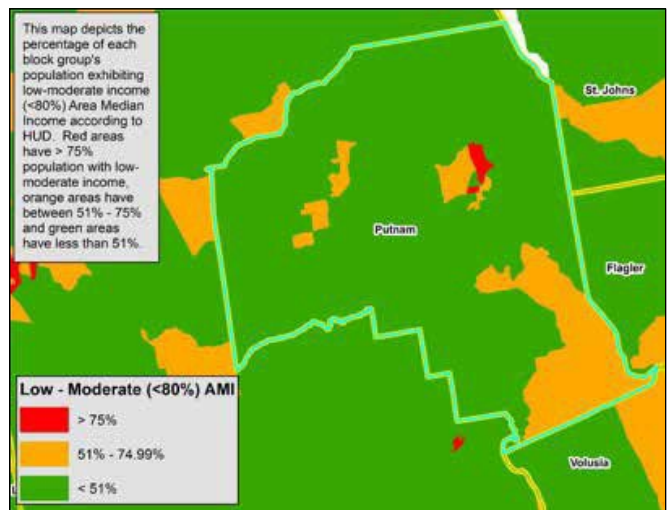 This map depicts the
percentage of each
block group's
population exhibiting
low-moderate income
(<80%) Area Median
Income according to
HUD. Red areas
have > 75%
population with low-
moderate income,
orange areas have
between 51% - 75%
and green areas
have less than 51%.
St. Johns
Putnam
Flagler
Low - Moderate (<80%) AMI
> 75%
51% - 74.99%
< 51%
Volusia